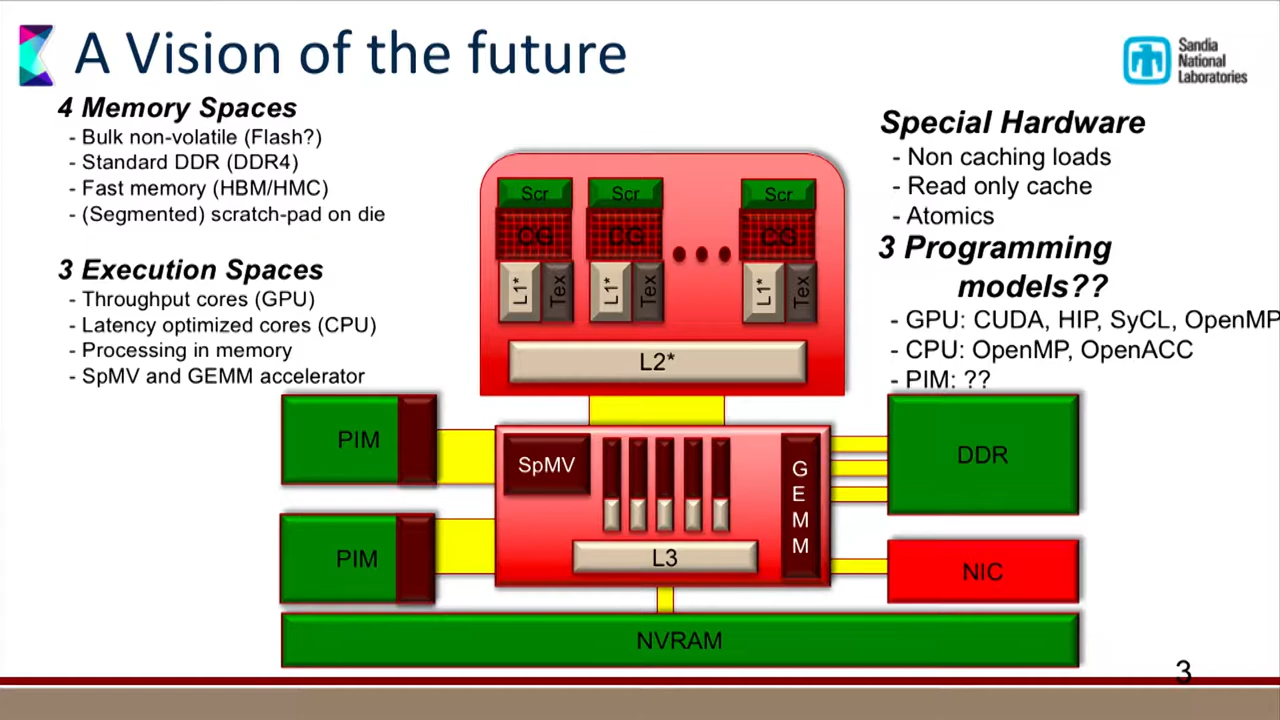 A Vision of the future
Sandia
National
Laboratories
4 Memory Spaces
- Bulk non-volatile (Flash?)
- Standard DDR (DDR4)
- Fast memory (HBM/HMC)
- (Segmented) scratch-pad on die
3 Execution Spaces
- Throughput cores (GPU)
- Latency optimized cores (CPU)
- Processing in memory
- SpMV and GEMM accelerator
Special Hardware
- Non caching loads
- Read only cache
- Atomics
3 Programming
models??
- GPU: CUDA, HIP, SyCL, OpenMP
- CPU: OpenMP, OpenACC
- PIM: ??
Scr
Scr
Scr
CG
CG
CG
L1*
Tex
L1*
Tex
L1*
Tex
L2*
PIM
SpMV
GEMM
DDR
PIM
L3
NIC
NVRAM
3